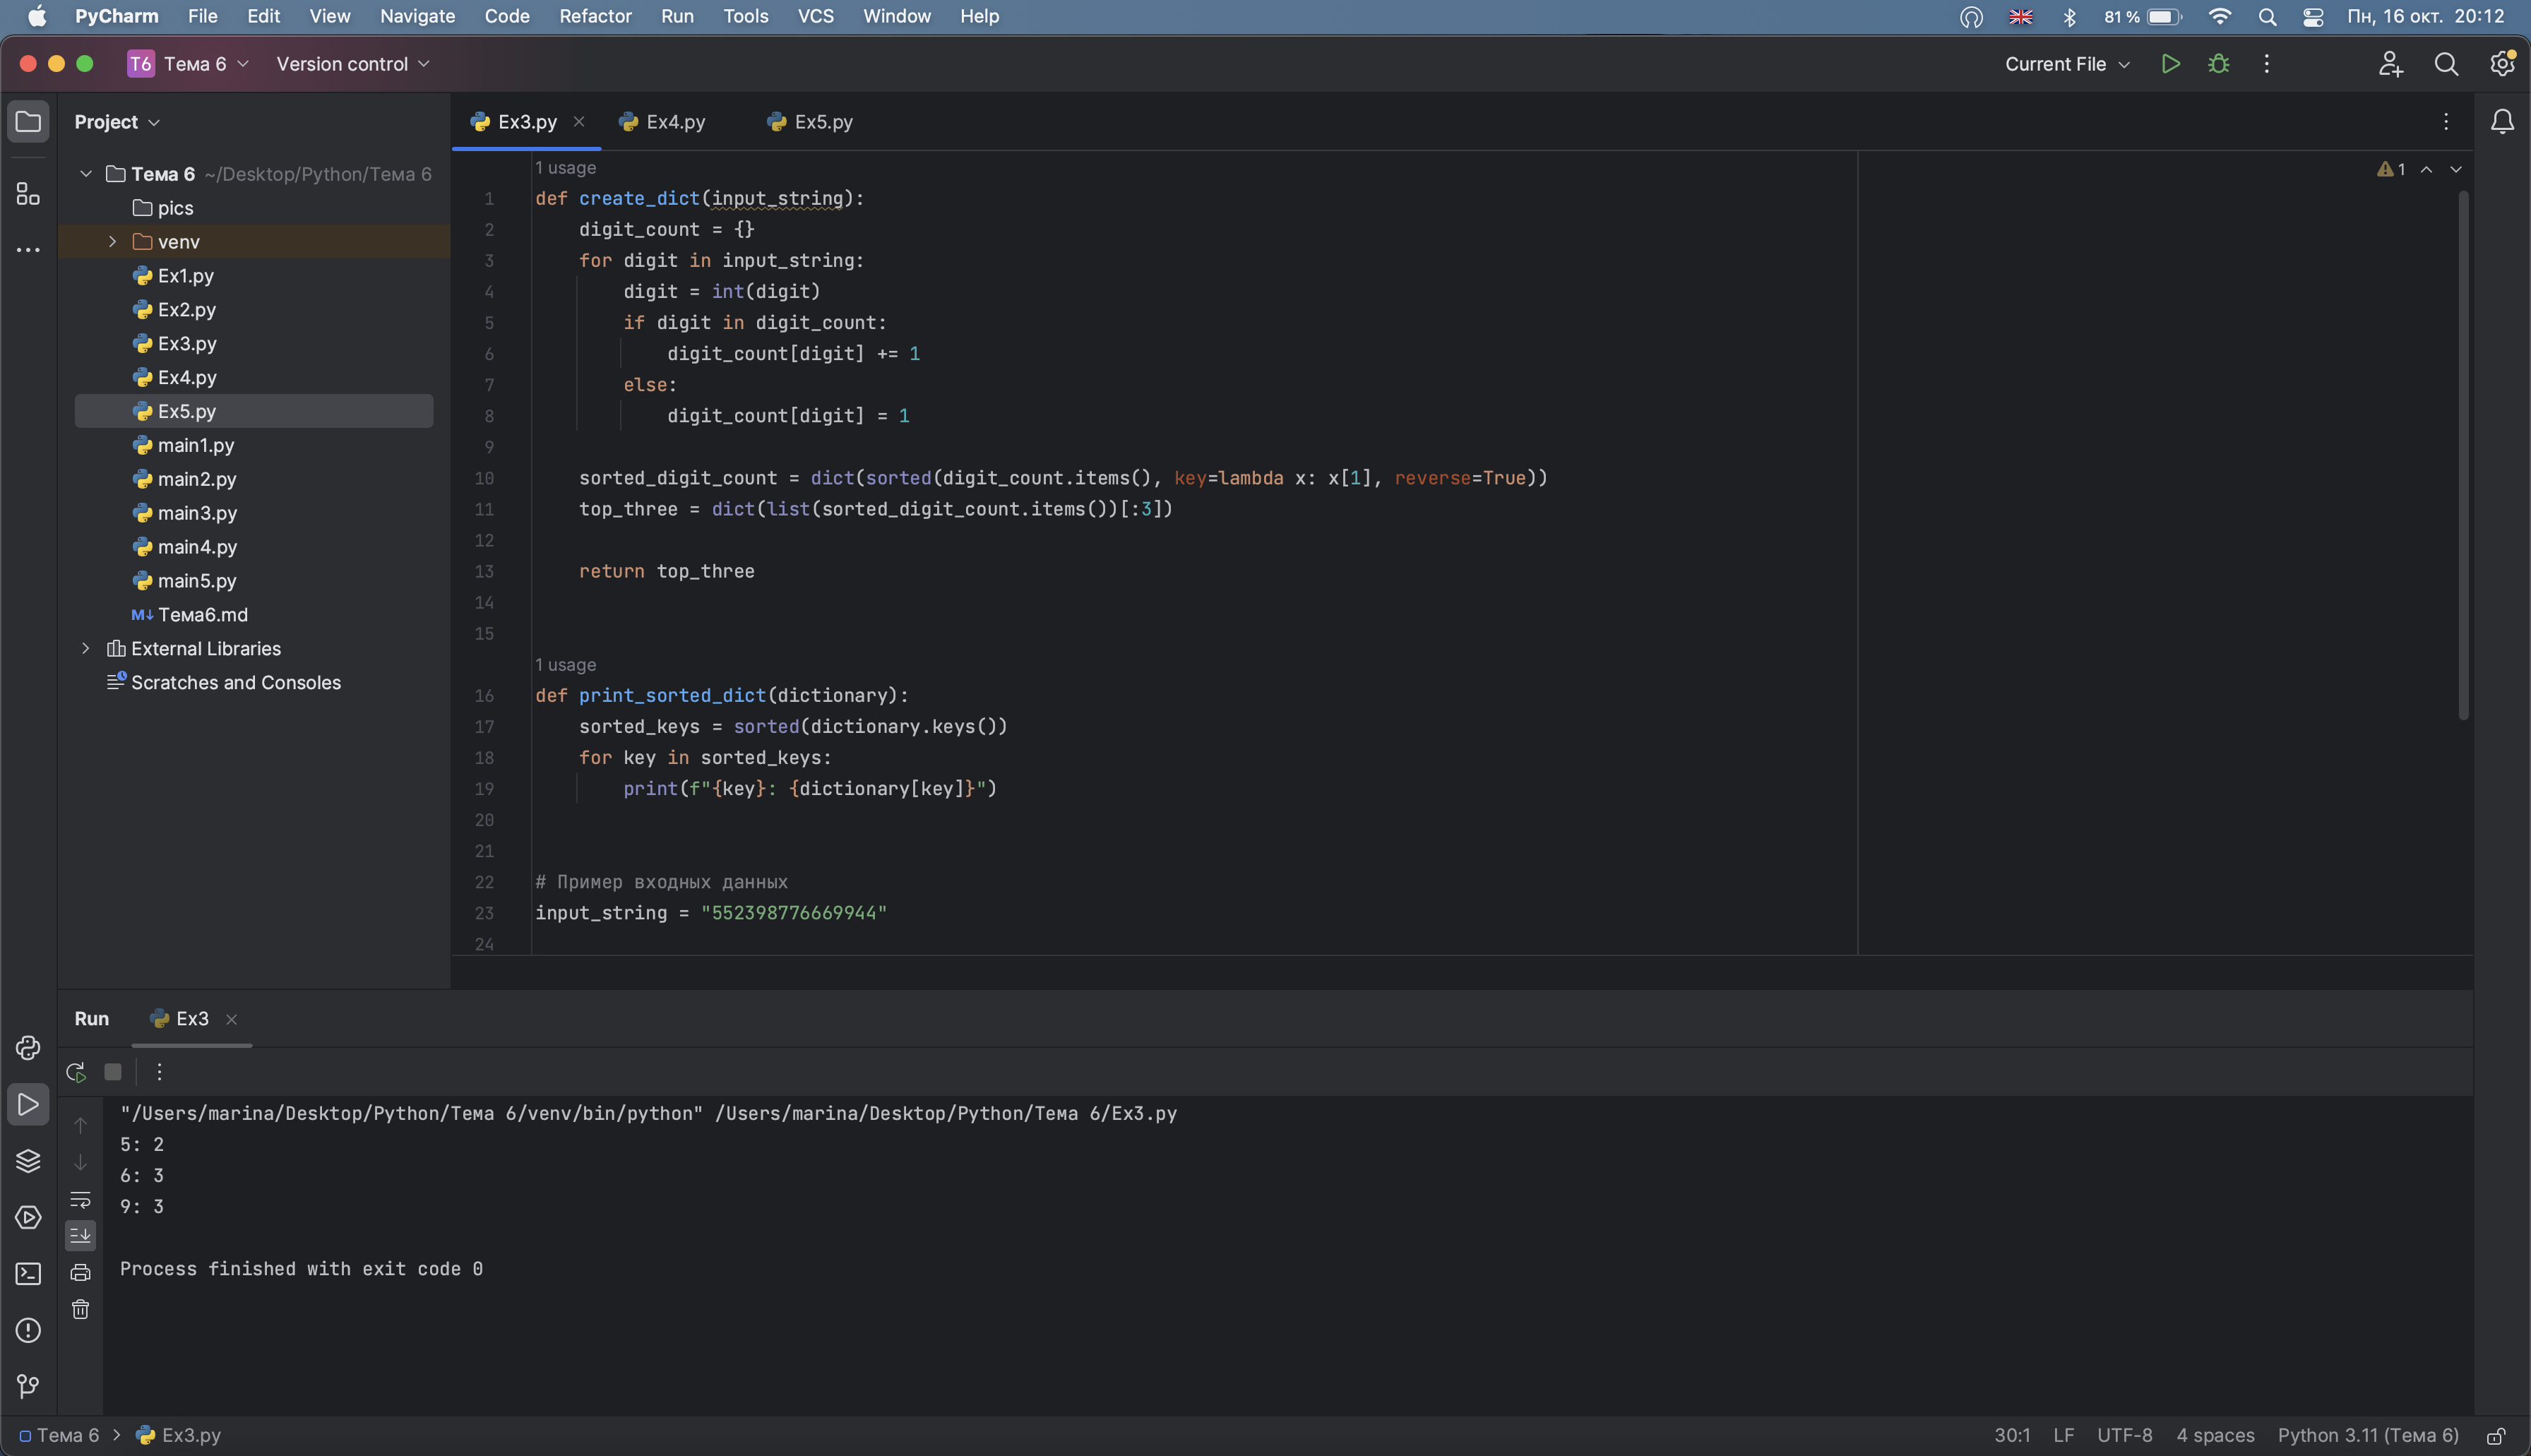 PyCharm File Edit View Navigate Code Refactor Run Tools VCS Window Help 81 % Пн, 16 окт. 20:12
T6 Тема 6 Version control Current File
Project
Ex3.py Ex4.py Ex5.py
Тема 6 ~/Desktop/Python/Тема 6
pics
venv
Ex1.py
Ex2.py
Ex3.py
Ex4.py
Ex5.py
main1.py
main2.py
main3.py
main4.py
main5.py
M↓ Тема6.md
External Libraries
Scratches and Consoles
1 usage
1
1 def create_dict(input_string):
2 digit_count = {}
3 for digit in input_string:
4 digit = int(digit)
5 if digit in digit_count:
6 digit_count[digit] += 1
7 else:
8 digit_count[digit] = 1
9
10 sorted_digit_count = dict(sorted(digit_count.items(), key=lambda x: x[1], reverse=True))
11 top_three = dict(list(sorted_digit_count.items())[:3])
12
13 return top_three
14
15
1 usage
16 def print_sorted_dict(dictionary):
17 sorted_keys = sorted(dictionary.keys())
18 for key in sorted_keys:
19 print(f"{key}: {dictionary[key]}")
20
21
22 # Пример входных данных
23 input_string = "552398776669944"
24
Run Ex3
"/Users/marina/Desktop/Python/Тема 6/venv/bin/python" /Users/marina/Desktop/Python/Тема 6/Ex3.py
5: 2
6: 3
9: 3
Process finished with exit code 0
Тема 6 > Ex3.py 30:1 LF UTF-8 4 spaces Python 3.11 (Тема 6)